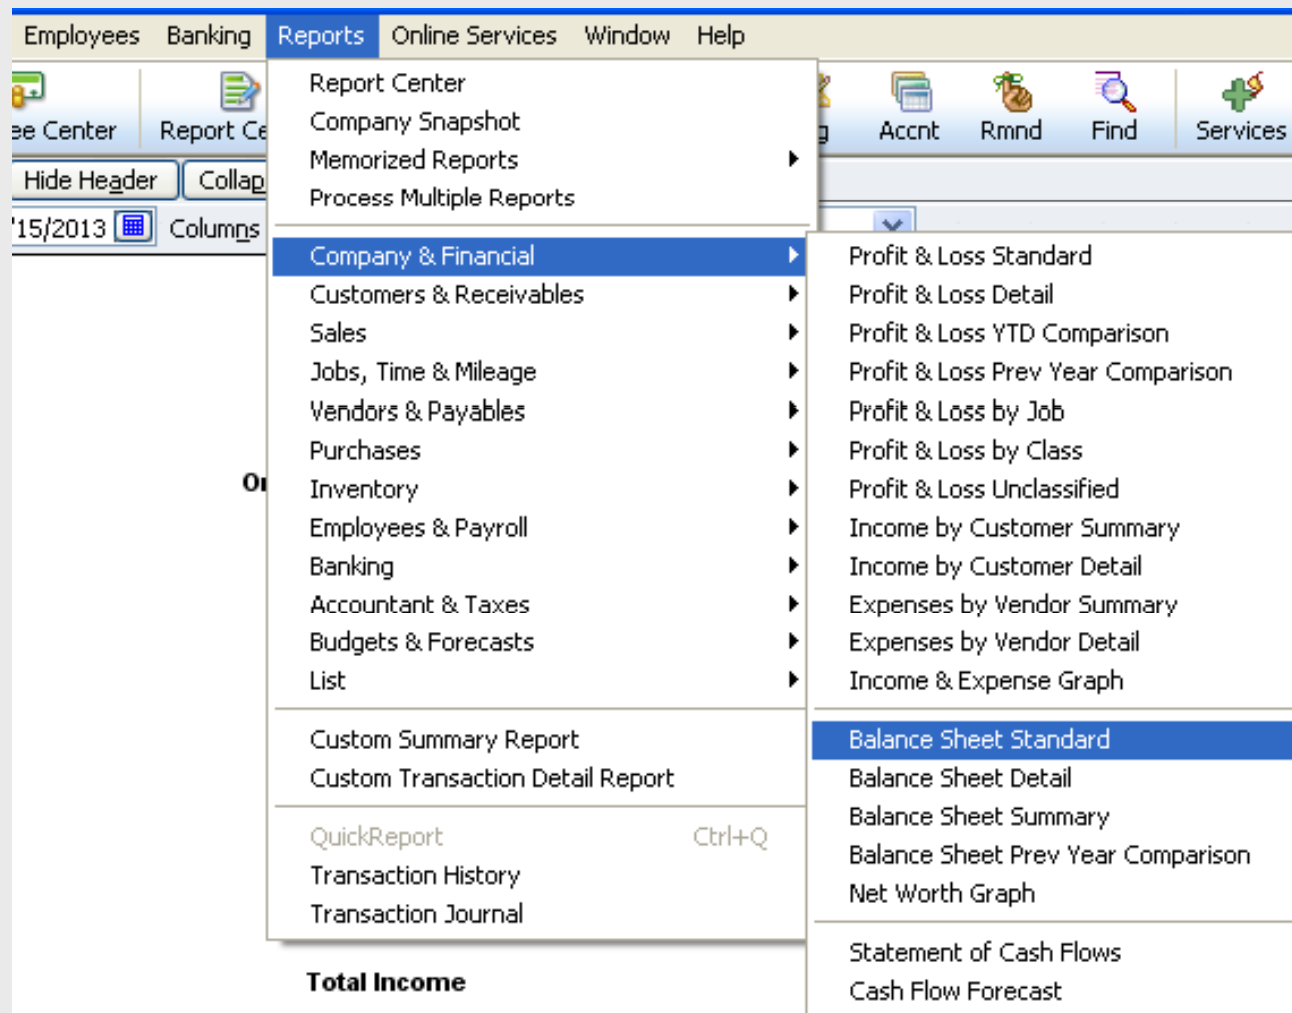 Employees Banking Reports Online Services Window Help
Center Report Accnt Rmnd Find Services
Hide Header
/15/2013 Columns
Report Center
Company Snapshot
Memorized Reports
Process Multiple Reports
Company & Financial
Customers & Receivables
Sales
Jobs, Time & Mileage
Vendors & Payables
Purchases
Inventory
Employees & Payroll
Banking
Accountant & Taxes
Budgets & Forecasts
List
Custom Summary Report
Custom Transaction Detail Report
QuickReport Ctrl+Q
Transaction History
Transaction Journal
Profit & Loss Standard
Profit & Loss Detail
Profit & Loss YTD Comparison
Profit & Loss Prev Year Comparison
Profit & Loss by Job
Profit & Loss by Class
Profit & Loss Unclassified
Income by Customer Summary
Income by Customer Detail
Expenses by Vendor Summary
Expenses by Vendor Detail
Income & Expense Graph
Balance Sheet Standard
Balance Sheet Detail
Balance Sheet Summary
Balance Sheet Prev Year Comparison
Net Worth Graph
Statement of Cash Flows
Cash Flow Forecast
Total Income